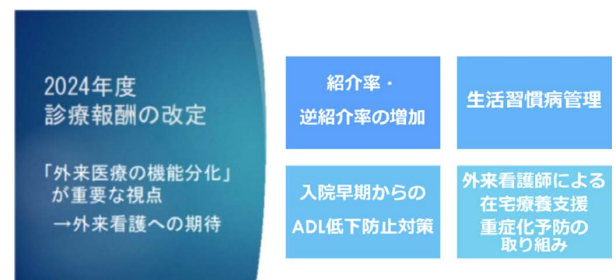 2024年度
診療報酬の改定
「外来医療の機能分化」
が重要な視点
→外来看護への期待
紹介率・
逆紹介率の増加
生活習慣病管理
入院早期からの
ADL低下防止対策
外来看護師による
在宅療養支援
重症化予防の
取り組み